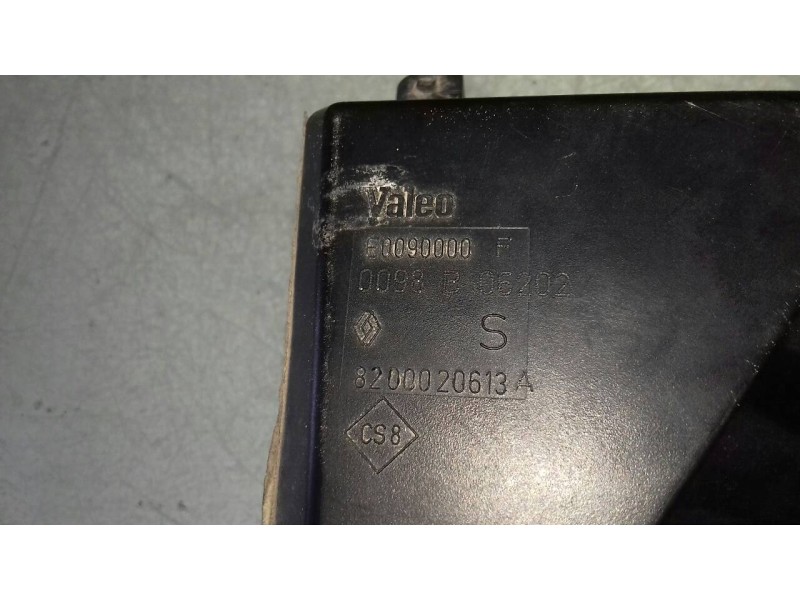 Valeo
E0090000 F
0098 B 06202
S
8200020613 A
CS8